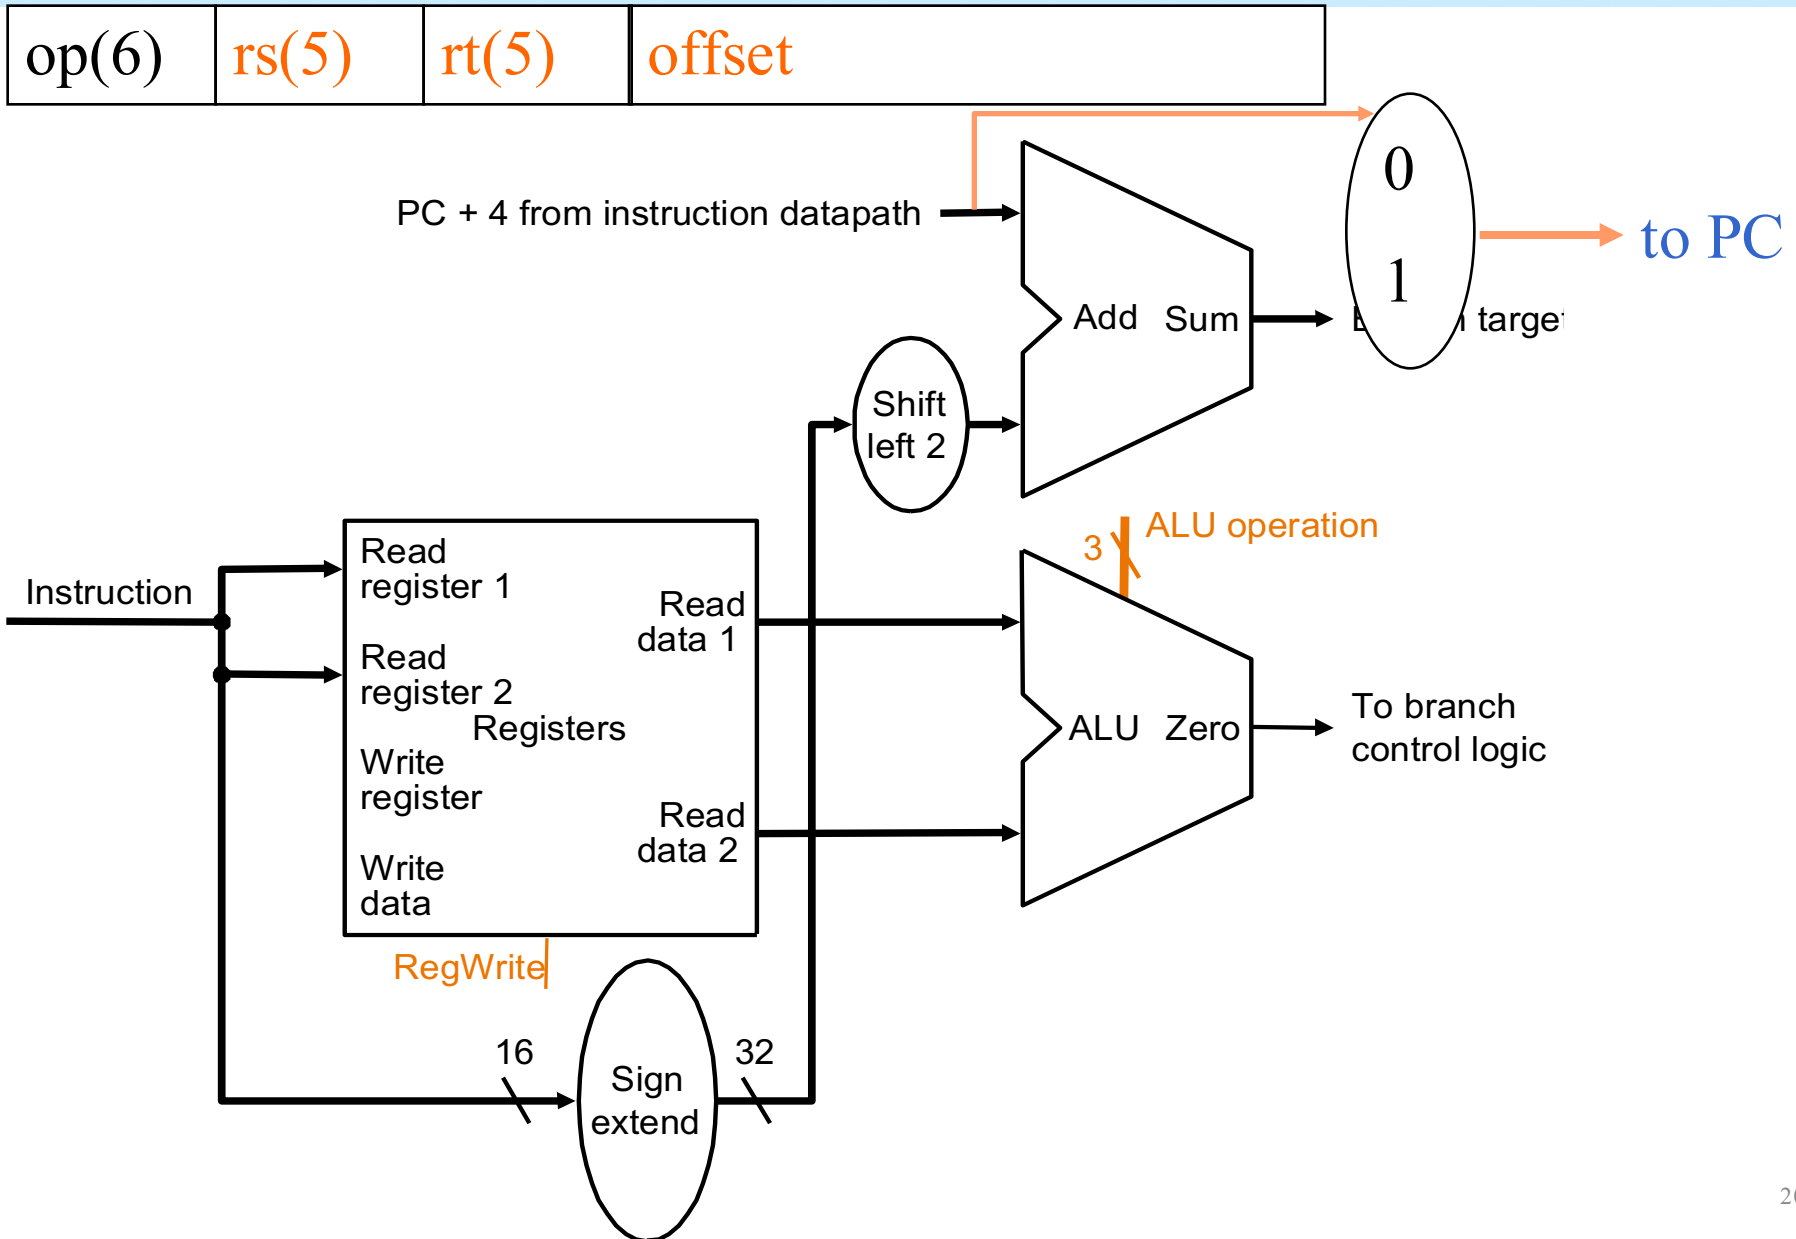 op(6) rs(5) rt(5) offset
0
PC + 4 from instruction datapath
to PC
1
Add Sum
target
Shift
left 2
ALU operation
3
Read
register 1
Instruction
Read
data 1
Read
register 2
Registers
ALU Zero
To branch
control logic
Write
register
Read
data 2
Write
data
RegWrite
16
32
Sign
extend